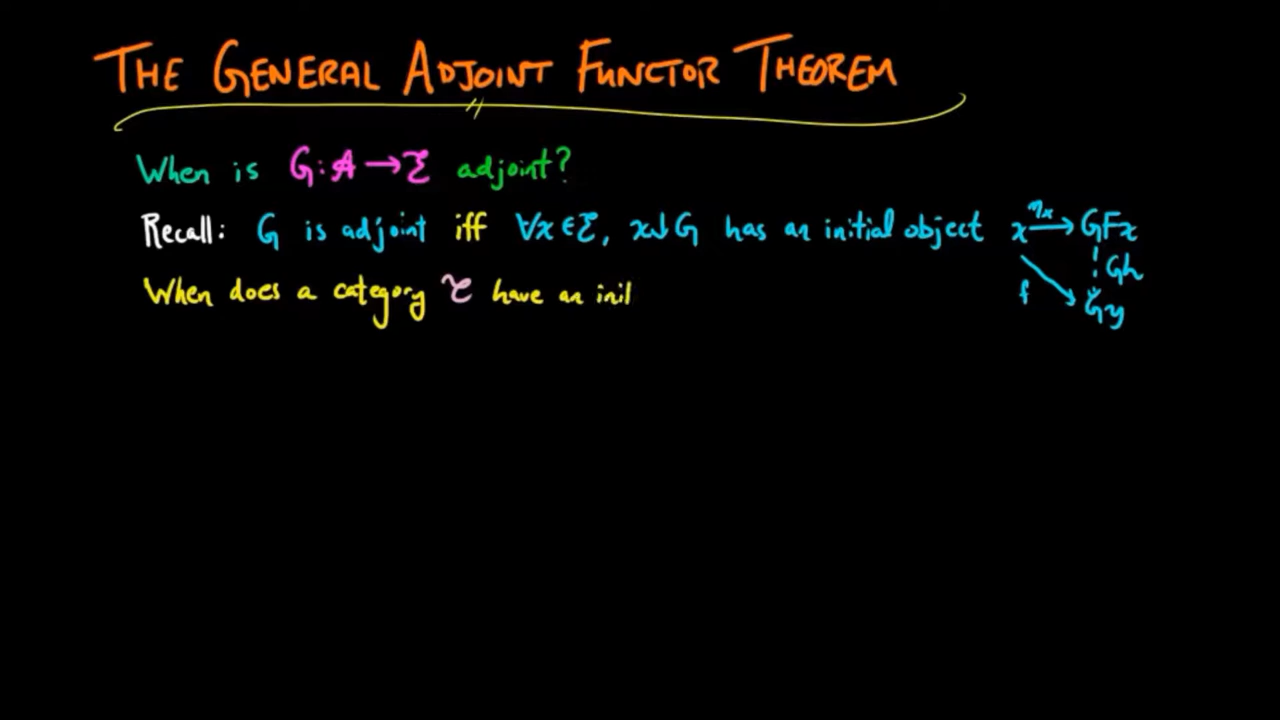 THE GENERAL ADJOINT FUNCTOR THEOREM
When is G: 𝒜 → ℰ adjoint?
Recall: G is adjoint iff ∀x ∈ ℰ, x↓G has an initial object
x ηx → GFx
Gh
f
Gy
When does a category 𝒞 have an inil